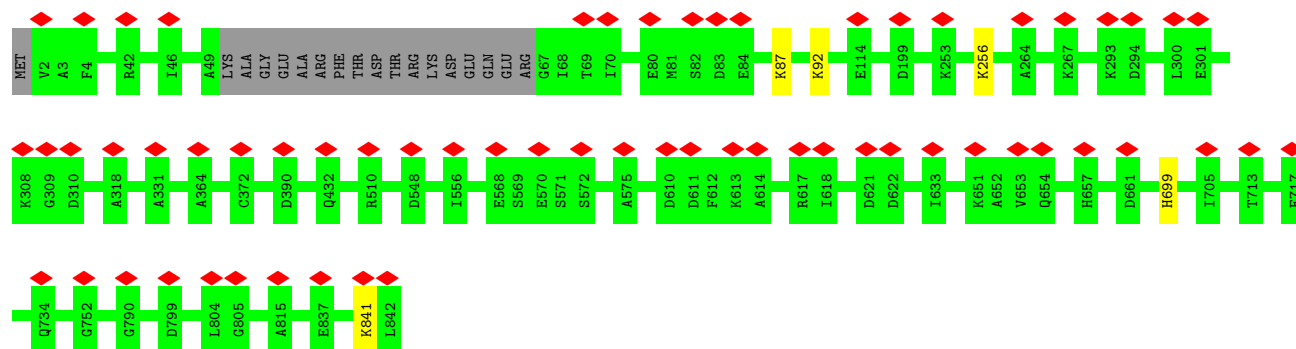 MET V2 A3 F4 R42 I46 A49 LYS ALA GLY GLU ALA ARG PHE THR ASP THR ARG LYS ASP GLU GLN GLU ARG G67 I68 T69 I70 E80 M81 S82 D83 E84 K87 K92 E114 D199 K253 K256 A264 K267 K293 D294 L300 E301
K308 G309 D310 A318 A331 A364 C372 D390 Q432 R510 D548 I556 E568 S569 E570 S571 S572 A575 D610 D611 F612 K613 A614 R617 I618 D621 D622 I633 K651 A652 V653 Q654 H657 D661 H699 I705 T713 E717
Q734 G752 G790 D799 L804 G805 A815 E837 K841 L842